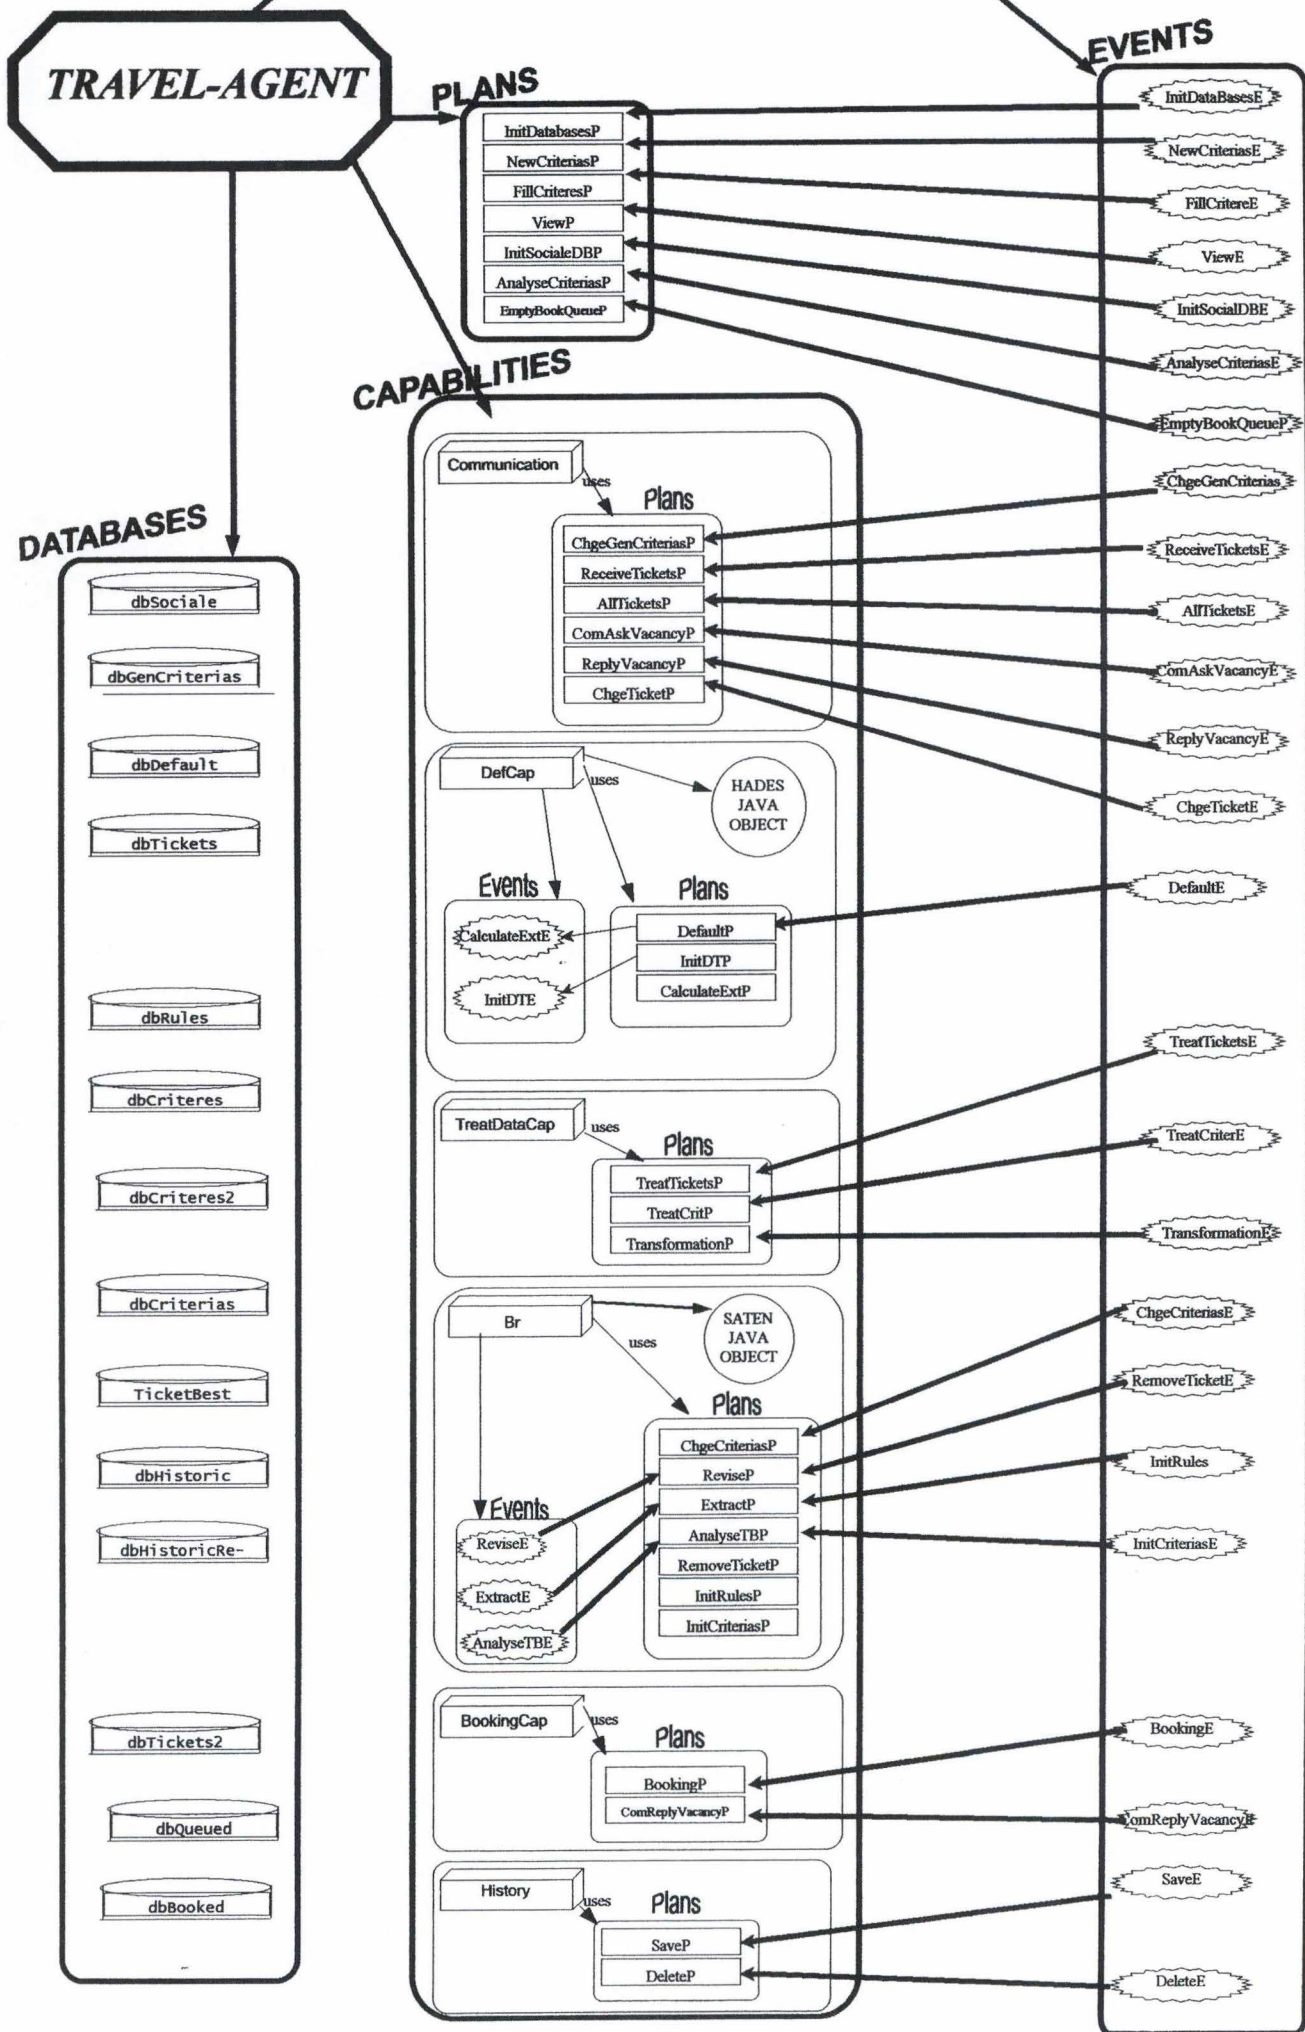 TRAVEL-AGENT
PLANS
InitDatabasesP
NewCriteriasP
FillCriteresP
ViewP
InitSocialeDBP
AnalyseCriteriasP
EmptyBookQueueP
EVENTS
InitDataBasesE
NewCriteriasE
FillCritereE
ViewE
InitSocialDBE
AnalyseCriteriasE
EmptyBookQueueP
ChgeGenCriterias
ReceiveTicketsE
AllTicketsE
ComAskVacancyE
ReplyVacancyE
ChgeTicketE
DefaultE
TreatTicketsE
TreatCriterE
TransformationE
ChgeCriteriasE
RemoveTicketE
InitRules
InitCriteriasE
BookingE
ComReplyVacancyE
SaveE
DeleteE
CAPABILITIES
Communication
uses
Plans
ChgeGenCriteriasP
ReceiveTicketsP
AllTicketsP
ComAskVacancyP
ReplyVacancyP
ChgeTicketP
DefCap
uses
HADES
JAVA
OBJECT
Events
CalculateExtE
InitDTE
Plans
DefaultP
InitDTP
CalculateExtP
TreatDataCap
uses
Plans
TreatTicketsP
TreatCritP
TransformationP
Br
uses
SATEN
JAVA
OBJECT
Plans
ChgeCriteriasP
ReviseP
ExtractP
AnalyseTBP
RemoveTicketP
InitRulesP
InitCriteriasP
Events
ReviseE
ExtractE
AnalyseTBE
BookingCap
uses
Plans
BookingP
ComReplyVacancyP
History
uses
Plans
SaveP
DeleteP
DATABASES
dbSociale
dbGenCriterias
dbDefault
dbTickets
dbRules
dbCriteres
dbCriteres2
dbCriterias
TicketBest
dbHistoric
dbHistoricRe-
dbTickets2
dbQueued
dbBooked